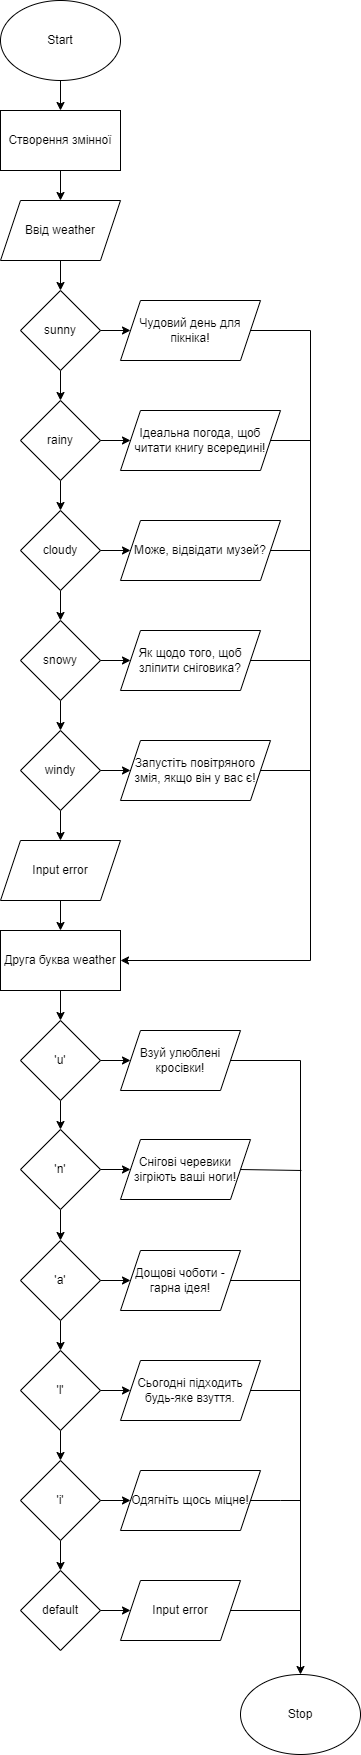 Start
Створення змінної
Ввід weather
sunny
Чудовий день для
пікніка!
rainy
Ідеальна погода, щоб
читати книгу всередині!
cloudy
Може, відвідати музей?
snowy
Як щодо того, щоб
зліпити сніговика?
windy
Запустіть повітряного
змія, якщо він у вас є!
Input error
Друга буква weather
'u'
Взуй улюблені
кросівки!
'n'
Снігові черевики
зігріють ваші ноги!
'a'
Дощові чоботи -
гарна ідея!
'l'
Сьогодні підходить
будь-яке взуття.
'i'
Одягніть щось міцне!
default
Input error
Stop